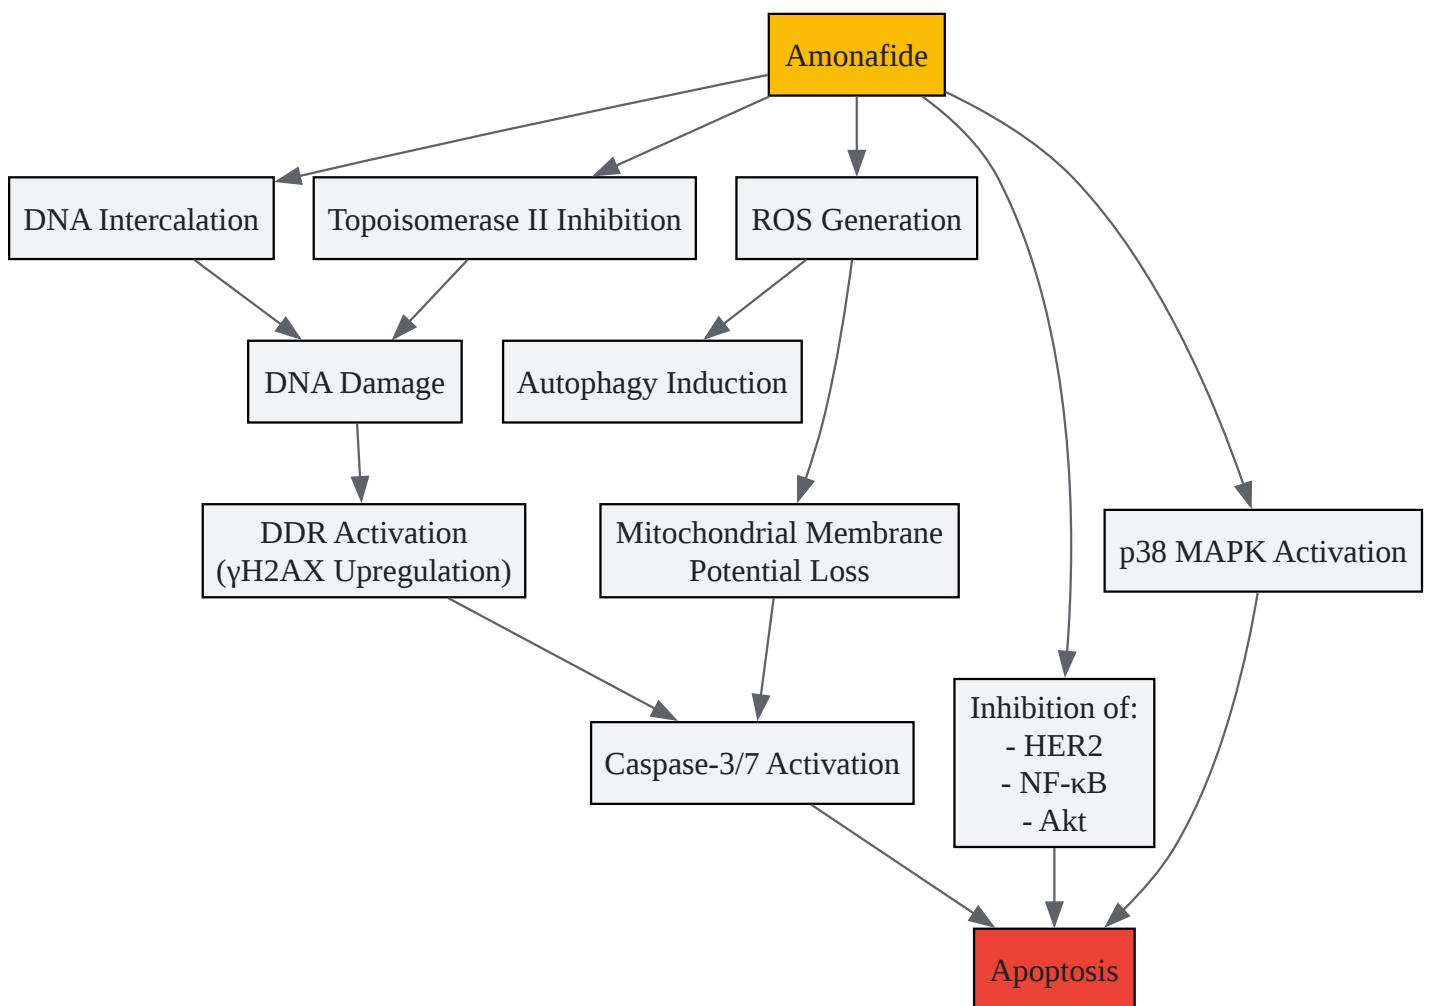 Amonafide
DNA Intercalation
Topoisomerase II Inhibition
ROS Generation
DNA Damage
Autophagy Induction
DDR Activation
(γH2AX Upregulation)
Mitochondrial Membrane
Potential Loss
p38 MAPK Activation
Caspase-3/7 Activation
Inhibition of:
- HER2
- NF-κB
- Akt
Apoptosis